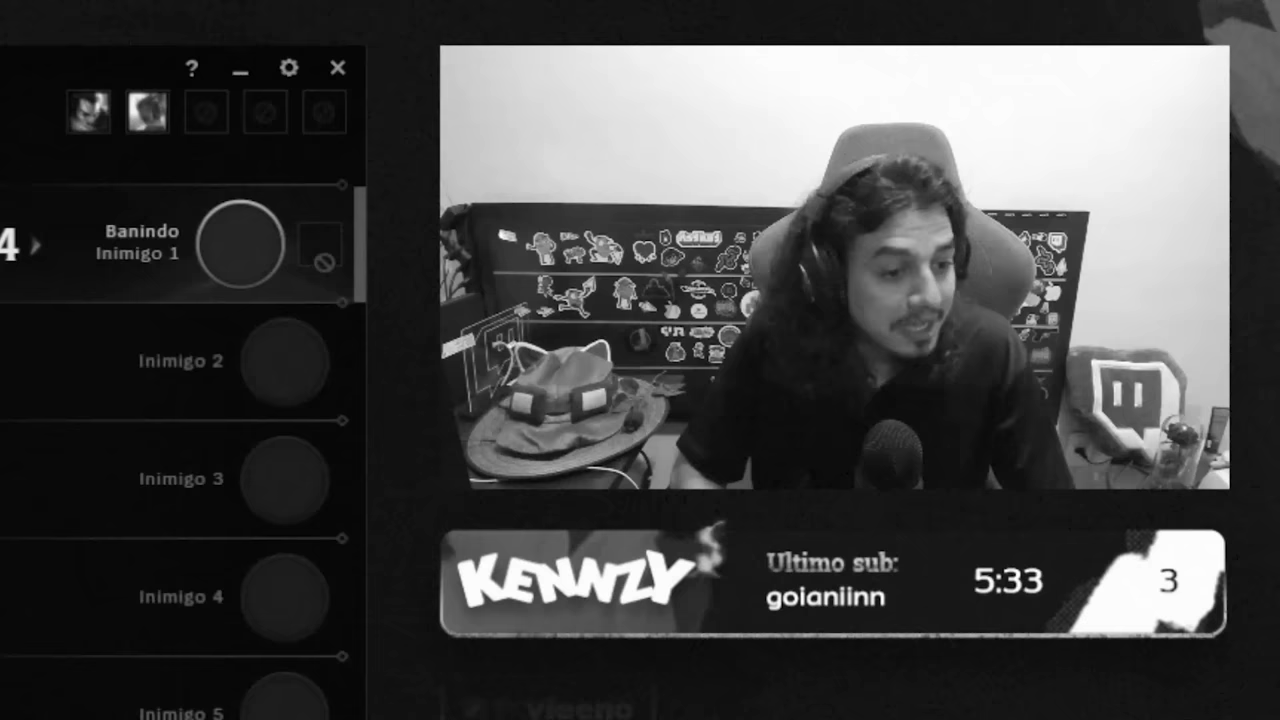 ?
4
Banindo
Inimigo 1
Inimigo 2
Inimigo 3
Inimigo 4
Inimigo 5
KENNZY
Ultimo sub:
goianiinn
5:33
3